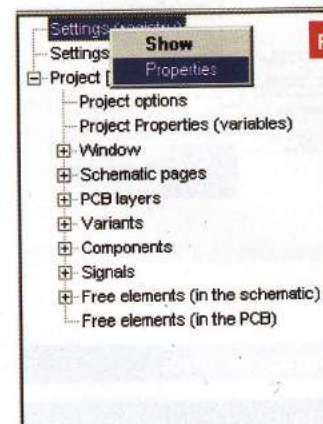 Settings
Show
Settings
Properties
Project [
Project options
Project Properties (variables)
Window
Schematic pages
PCB layers
Variants
Components
Signals
Free elements (in the schematic)
Free elements (in the PCB)